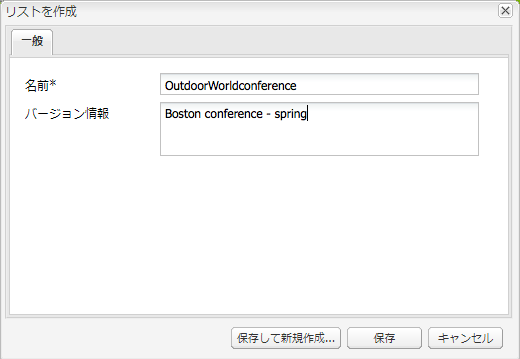 リストを作成
一般
名前*
OutdoorWorldconference
バージョン情報
Boston conference - spring
保存して新規作成...
保存
キャンセル